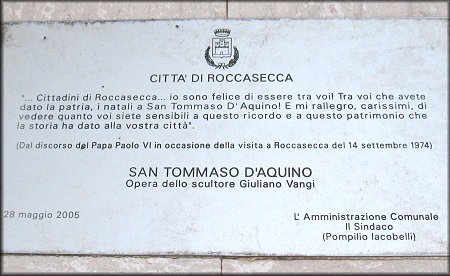 CITTA' DI ROCCASECCA
"... Cittadini di Roccasecca... io sono felice di essere tra voi! Tra voi che avete
dato la patria, i natali a San Tommaso D'Aquino! E mi rallegro, carissimi, di
vedere quanto voi siete sensibili a questo ricordo e a questo patrimonio che
la storia ha dato alla vostra città".
(Dal discorso del Papa Paolo VI in occasione della visita a Roccasecca del 14 settembre 1974)
SAN TOMMASO D'AQUINO
Opera dello scultore Giuliano Vangi
28 maggio 2005
L' Amministrazione Comunale
Il Sindaco
(Pompilio Iacobelli)